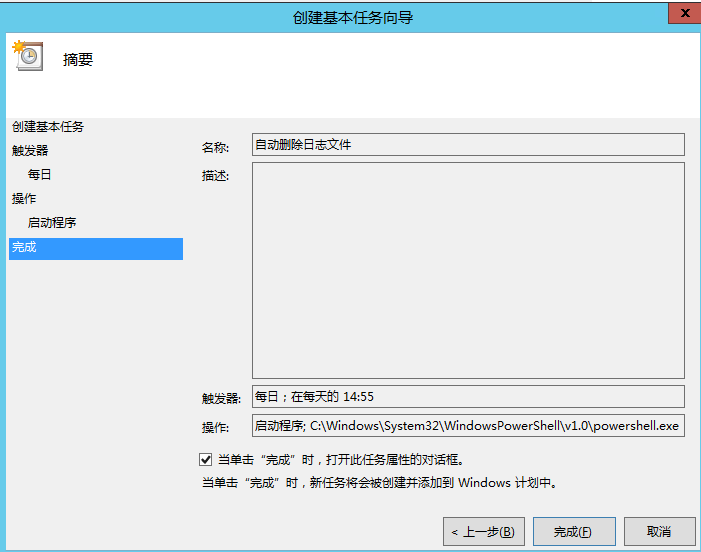 创建基本任务向导
x
摘要
创建基本任务
触发器
每日
操作
启动程序
完成
名称:
自动删除日志文件
描述:
触发器:
每日；在每天的 14:55
操作:
启动程序; C:\Windows\System32\WindowsPowerShell\v1.0\powershell.exe
当单击“完成”时，打开此任务属性的对话框。
当单击“完成”时，新任务将会被创建并添加到 Windows 计划中。
< 上一步(B)
完成(F)
取消